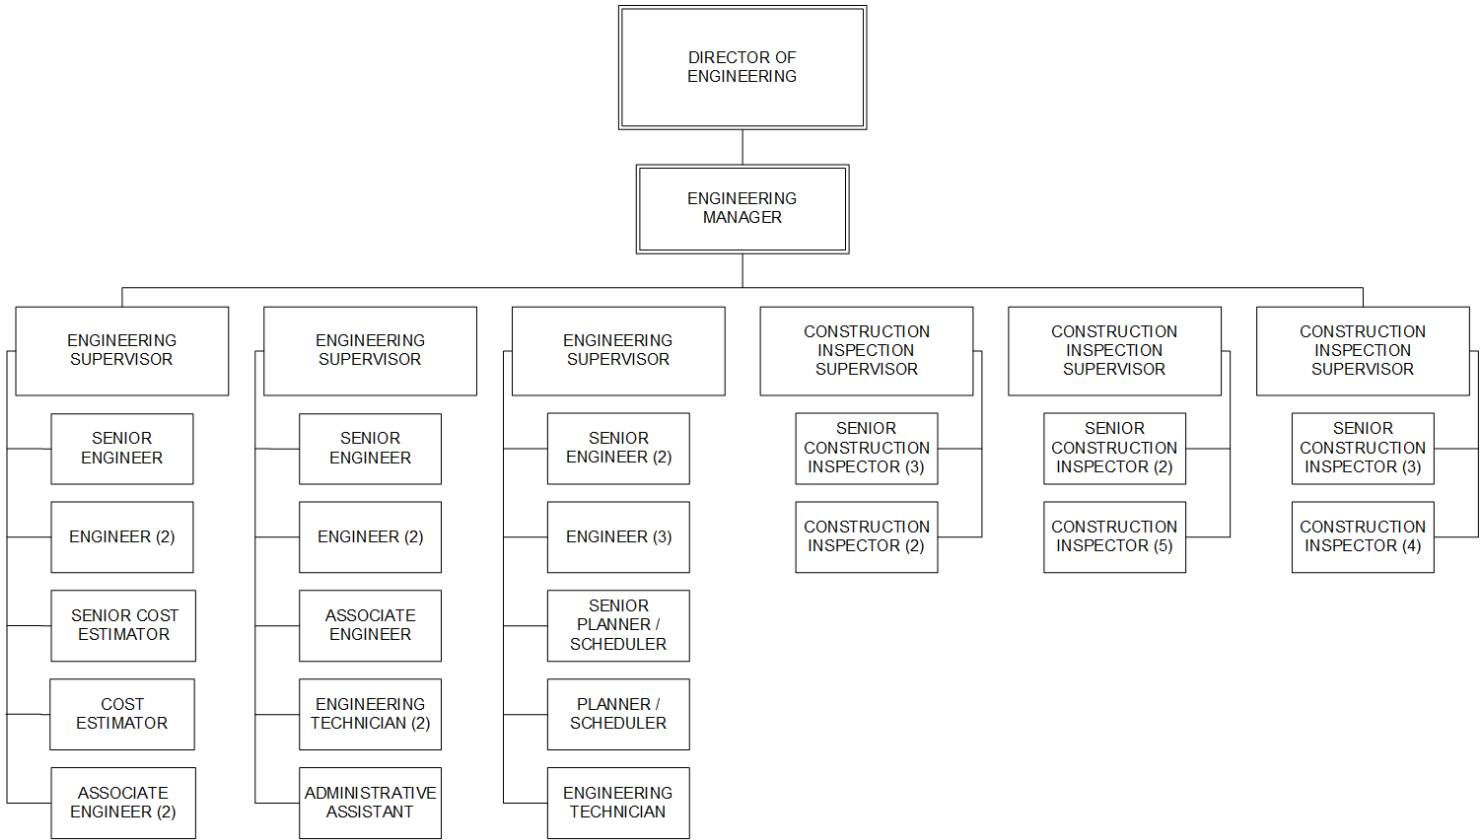 DIRECTOR OF
ENGINEERING
ENGINEERING
MANAGER
ENGINEERING
SUPERVISOR
SENIOR
ENGINEER
ENGINEER (2)
SENIOR COST
ESTIMATOR
COST
ESTIMATOR
ASSOCIATE
ENGINEER (2)
ENGINEERING
SUPERVISOR
SENIOR
ENGINEER
ENGINEER (2)
ASSOCIATE
ENGINEER
ENGINEERING
TECHNICIAN (2)
ADMINISTRATIVE
ASSISTANT
ENGINEERING
SUPERVISOR
SENIOR
ENGINEER (2)
ENGINEER (3)
SENIOR
PLANNER /
SCHEDULER
PLANNER /
SCHEDULER
ENGINEERING
TECHNICIAN
CONSTRUCTION
INSPECTION
SUPERVISOR
SENIOR
CONSTRUCTION
INSPECTOR (3)
CONSTRUCTION
INSPECTOR (2)
CONSTRUCTION
INSPECTION
SUPERVISOR
SENIOR
CONSTRUCTION
INSPECTOR (2)
CONSTRUCTION
INSPECTOR (5)
CONSTRUCTION
INSPECTION
SUPERVISOR
SENIOR
CONSTRUCTION
INSPECTOR (3)
CONSTRUCTION
INSPECTOR (4)